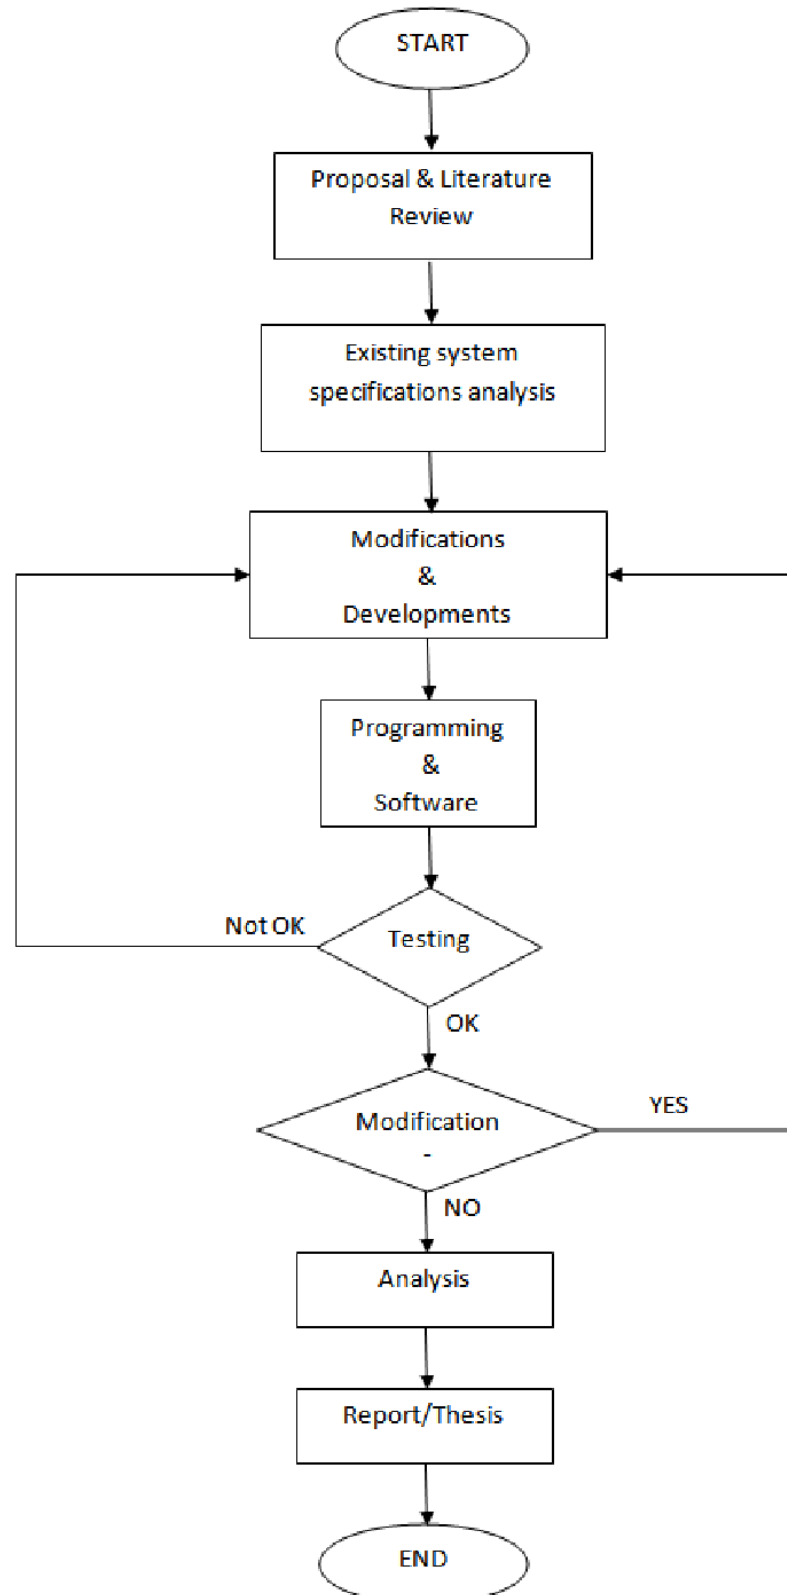 START
Proposal & Literature
Review
Existing system
specifications analysis
Modifications
&
Developments
Programming
&
Software
Not OK
Testing
OK
YES
Modification
-
NO
Analysis
Report/Thesis
END